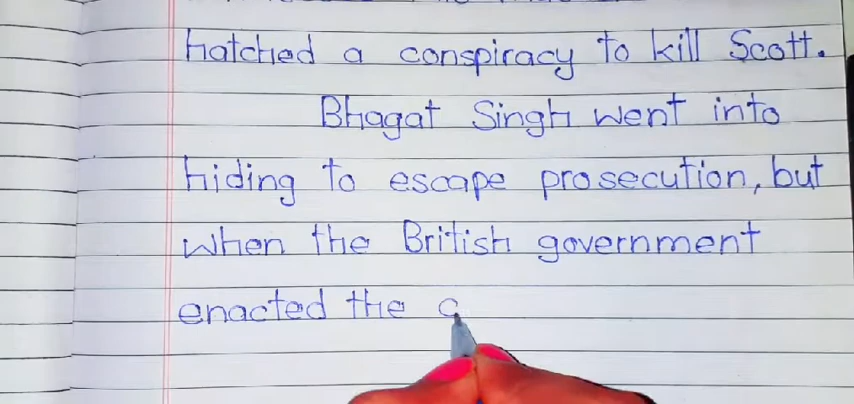 hatched a conspiracy to kill Scott.
Bhagat Singh went into
hiding to escape prosecution, but
when the British government
enacted the